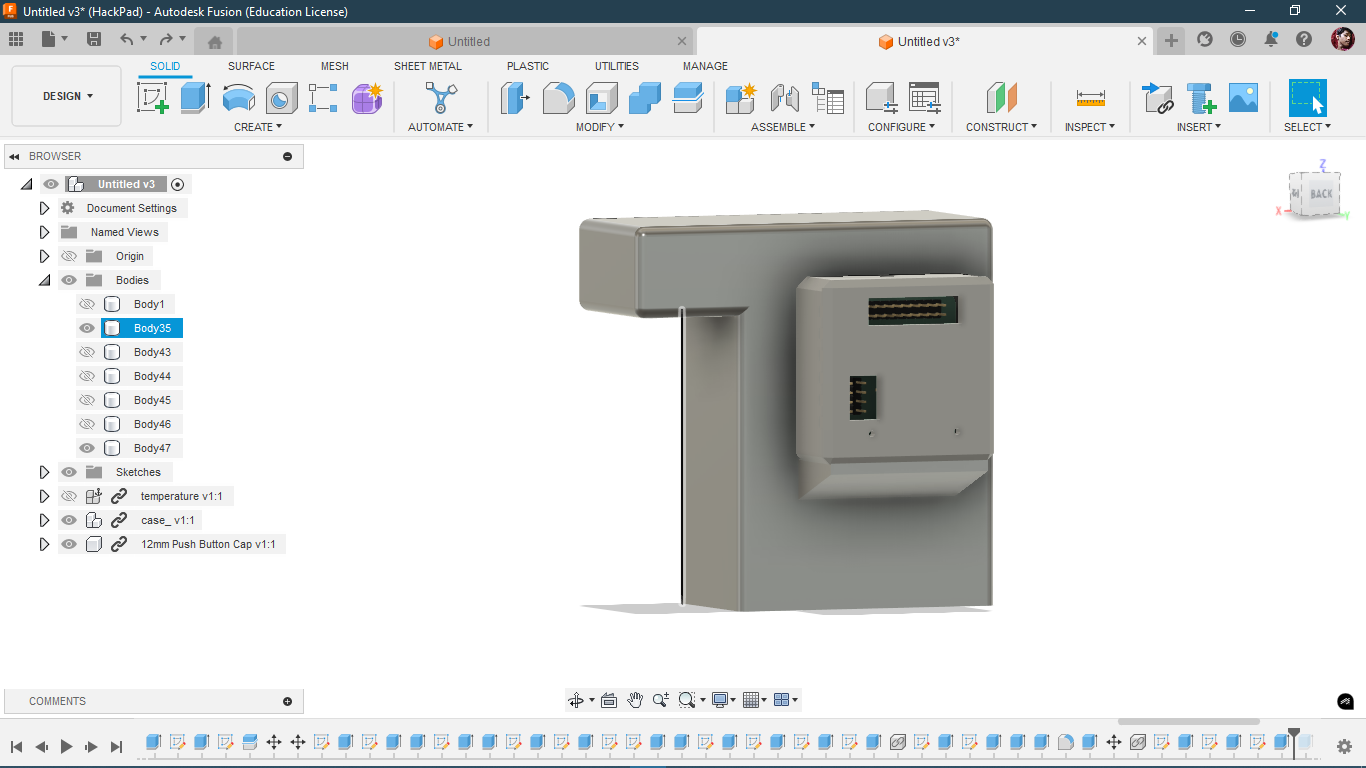 Untitled v3* (HackPad) - Autodesk Fusion (Education License)
Untitled
Untitled v3*
DESIGN
SOLID SURFACE MESH SHEET METAL PLASTIC UTILITIES MANAGE
CREATE AUTOMATE MODIFY ASSEMBLE CONFIGURE CONSTRUCT INSPECT INSERT SELECT
BROWSER
Untitled v3
Document Settings
Named Views
Origin
Bodies
Body1
Body35
Body43
Body44
Body45
Body46
Body47
Sketches
temperature v1:1
case_ v1:1
12mm Push Button Cap v1:1
Z
BACK
X
Y
COMMENTS